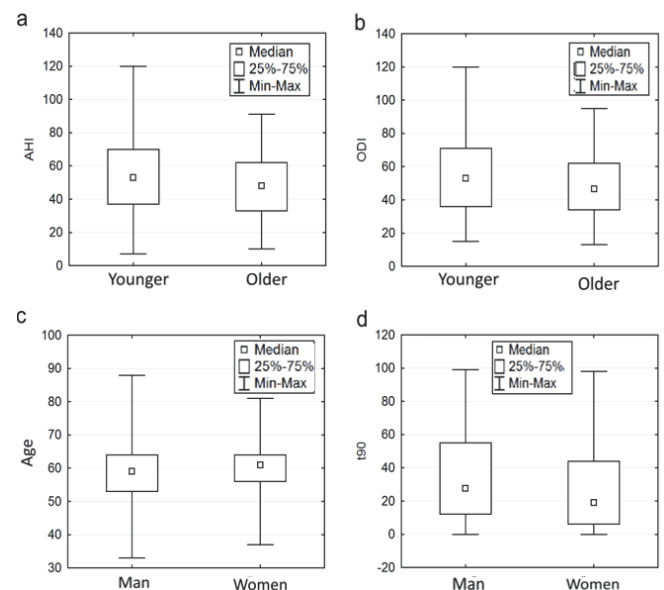 a
140
120
100
80
60
40
20
0
AHI
Median
25%-75%
Min-Max
Younger Older
b
140
120
100
80
60
40
20
0
ODI
Median
25%-75%
Min-Max
Younger Older
c
100
90
80
70
60
50
40
30
Age
Median
25%-75%
Min-Max
Man Women
d
120
100
80
60
40
20
0
-20
t90
Median
25%-75%
Min-Max
Man Women